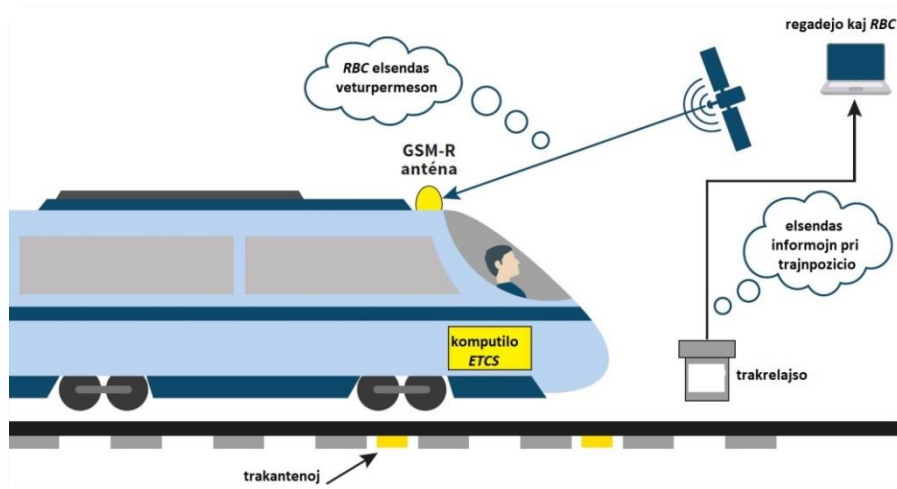 regadejo kaj RBC
RBC elsendas
veturpermeson
GSM-R
anténa
elsendas
informojn pri
trajnpozicio
komputilo
ETCS
trakrelajso
trakantenoj